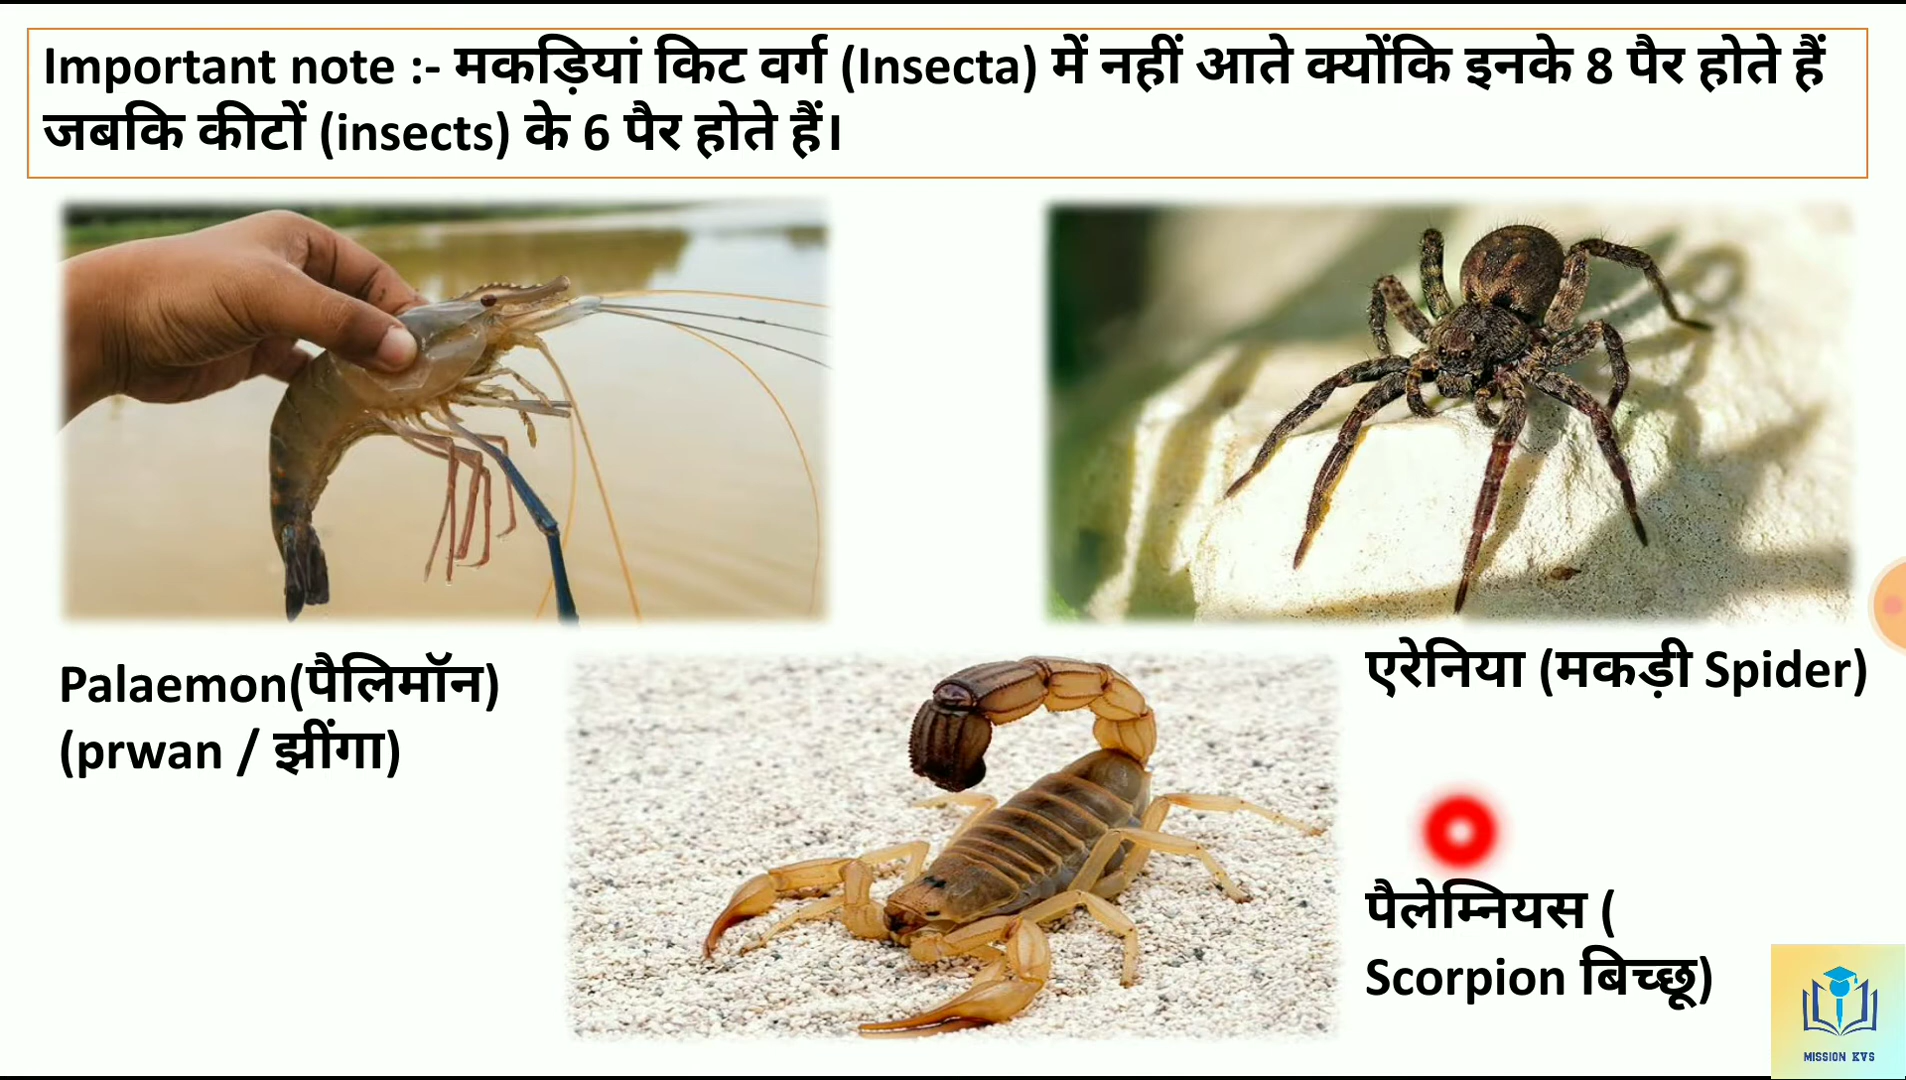 Important note :- मकड़ियां किट वर्ग (Insecta) में नहीं आते क्योंकि इनके 8 पैर होते हैं
जबकि कीटों (insects) के 6 पैर होते हैं।
Palaemon(पैलिमॉन)
(prwan / झींगा)
एरेनिया (मकड़ी Spider)
पैलेम्नियस (
Scorpion बिच्छू)
MISSION KVS